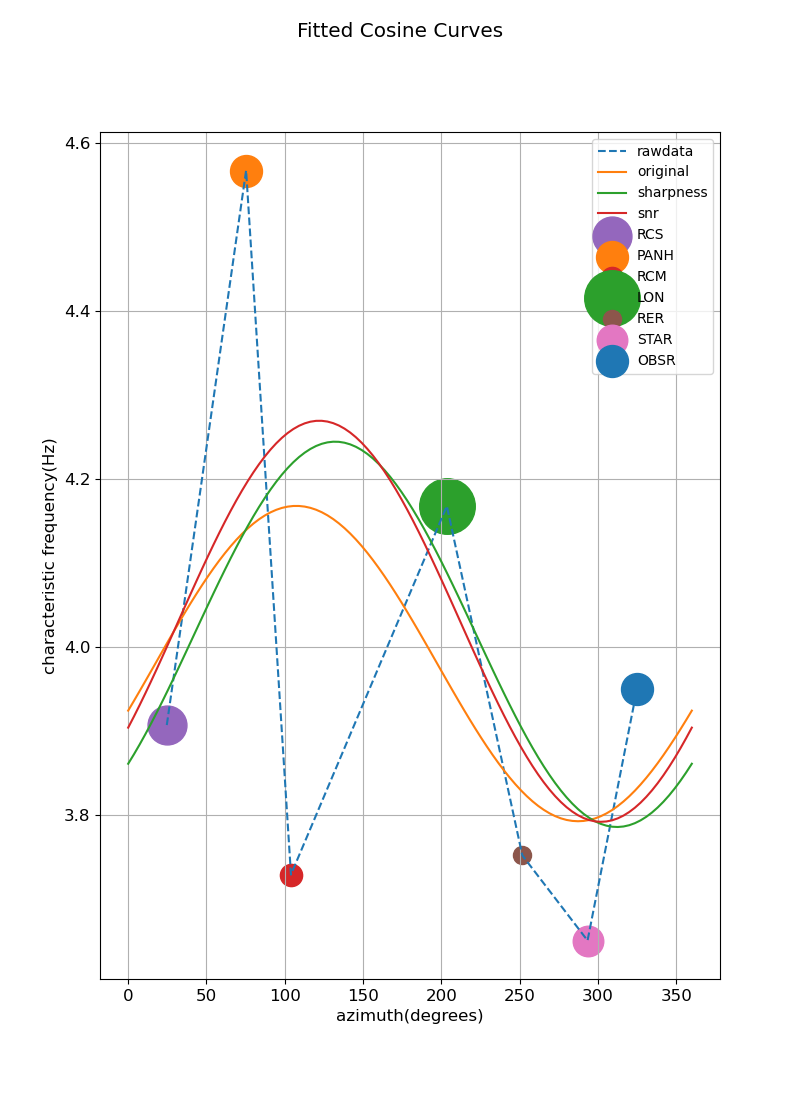 Fitted Cosine Curves
4.6
4.4
4.2
4.0
3.8
characteristic frequency(Hz)
rawdata
original
sharpness
snr
RCS
PANH
RCM
LON
RER
STAR
OBSR
0 50 100 150 200 250 300 350
azimuth(degrees)